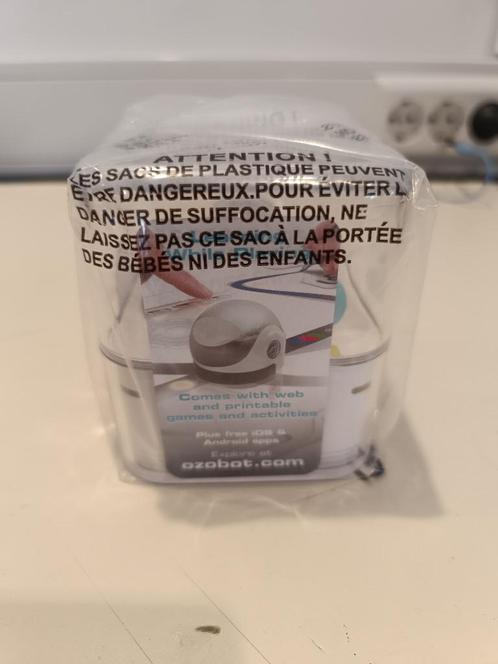 ATTENTION !
LES SACS DE PLASTIQUE PEUVENT
ÊTRE DANGEREUX.POUR ÉVITER LE
DANGER DE SUFFOCATION, NE
LAISSEZ PAS CE SAC À LA PORTÉE
DES BÉBÉS NI DES ENFANTS.
Comes with web
and printable
games and activities
Plus free iOS &
Android apps
Explore at
ozobot.com